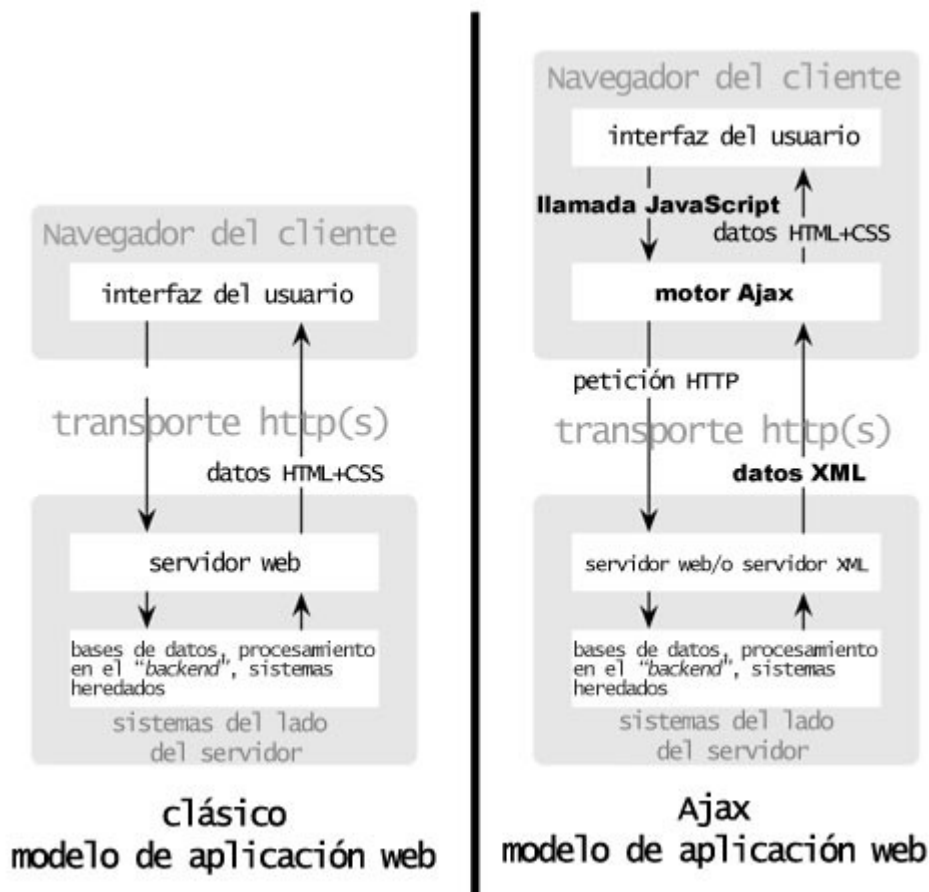 Navegador del cliente
interfaz del usuario
transporte http(s)
datos HTML+CSS
servidor web
bases de datos, procesamiento
en el "backend", sistemas
heredados
sistemas del lado
del servidor
clásico
modelo de aplicación web
Navegador del cliente
interfaz del usuario
llamada JavaScript
datos HTML+CSS
motor Ajax
petición HTTP
transporte http(s)
datos XML
servidor web/o servidor XML
bases de datos, procesamiento
en el "backend", sistemas
heredados
sistemas del lado
del servidor
Ajax
modelo de aplicación web